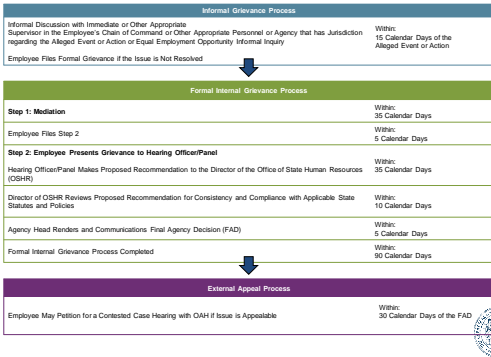 Informal Grievance Process
Informal Discussion with Immediate or Other Appropriate
Supervisor in the Employee's Chain of Command or Other Appropriate Personnel or Agency that has Jurisdiction
regarding the Alleged Event or Action or Equal Employment Opportunity Informal Inquiry
Employee Files Formal Grievance if the Issue is Not Resolved
Within:
15 Calendar Days of the
Alleged Event or Action
Formal Internal Grievance Process
Step 1: Mediation
Within:
35 Calendar Days
Employee Files Step 2
Within:
5 Calendar Days
Step 2: Employee Presents Grievance to Hearing Officer/Panel
Hearing Officer/Panel Makes Proposed Recommendation to the Director of the Office of State Human Resources
(OSHR)
Within:
35 Calendar Days
Director of OSHR Reviews Proposed Recommendation for Consistency and Compliance with Applicable State
Statutes and Policies
Within:
10 Calendar Days
Agency Head Renders and Communications Final Agency Decision (FAD)
Within:
5 Calendar Days
Formal Internal Grievance Process Completed
Within:
90 Calendar Days
External Appeal Process
Employee May Petition for a Contested Case Hearing with OAH if Issue is Appealable
Within:
30 Calendar Days of the FAD